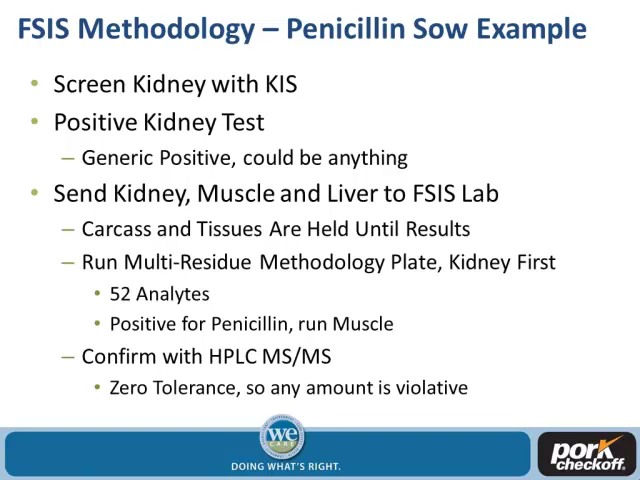 FSIS Methodology – Penicillin Sow Example
• Screen Kidney with KIS
• Positive Kidney Test
– Generic Positive, could be anything
• Send Kidney, Muscle and Liver to FSIS Lab
– Carcass and Tissues Are Held Until Results
– Run Multi-Residue Methodology Plate, Kidney First
• 52 Analytes
• Positive for Penicillin, run Muscle
– Confirm with HPLC MS/MS
• Zero Tolerance, so any amount is violative
we
CARE
DOING WHAT'S RIGHT.
pork
checkoff.